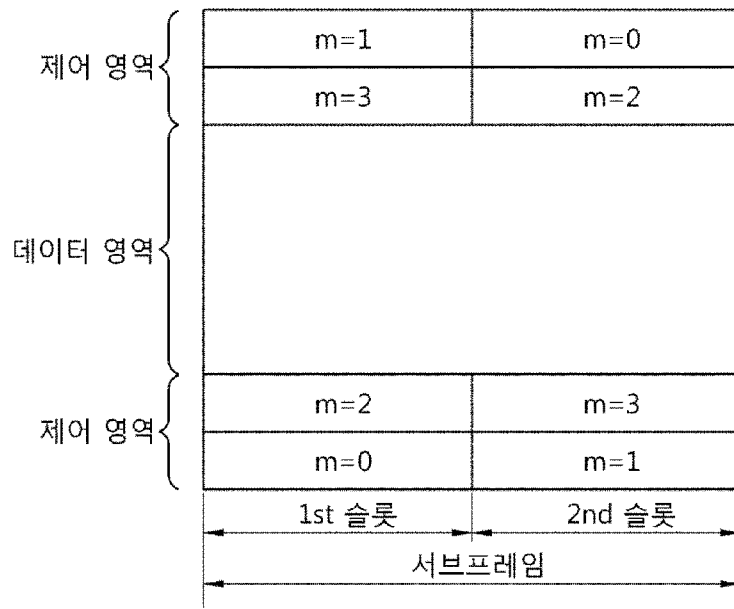 제어 영역
m=1 m=0
m=3 m=2
데이터 영역
제어 영역
m=2 m=3
m=0 m=1
1st 슬롯 2nd 슬롯
서브프레임